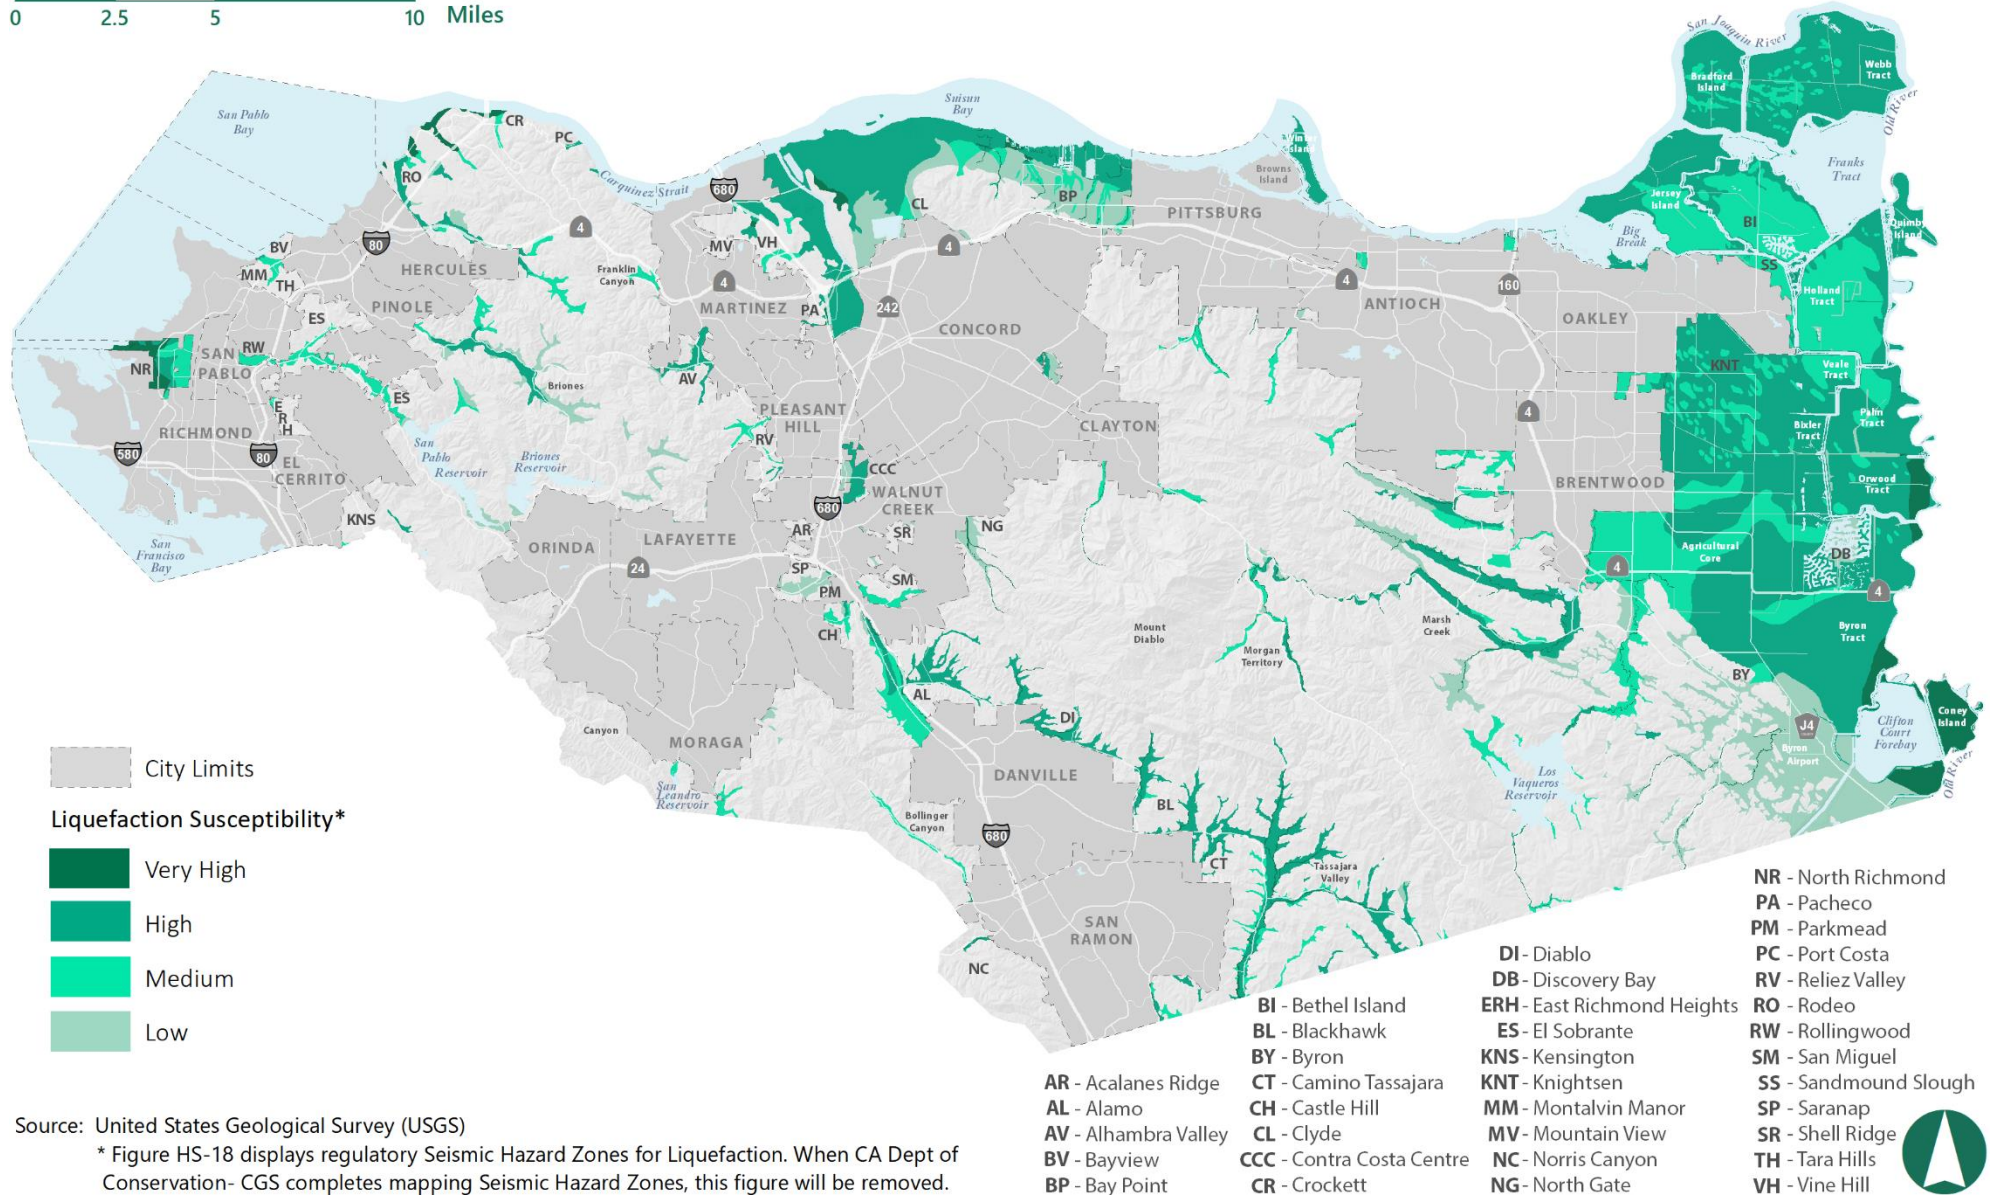 0 2.5 5 10 Miles
San Joaquin River
Bradford
Island
Webb
Tract
Old River
Franks
Tract
San Pablo
Bay
Suisun
Bay
Winter
Island
Browns
Island
Carquinez Strait
CR
PC
RO
680
4
80
BV
MM
TH
HERCULES
PINOLE
Franklin
Canyon
MV
VH
4
MARTINEZ
PA
CL
4
242
BP
PITTSBURG
CONCORD
4
ANTIOCH
160
OAKLEY
Big
Break
Jersey
Island
BI
SS
Quimby
Island
Holland
Tract
ES
SAN
PABLO
RW
NR
ES
E
R
H
RICHMOND
580
80
EL
CERRITO
KNS
San
Francisco
Bay
San
Pablo
Reservoir
Briones
Reservoir
Briones
AV
RV
PLEASANT
HILL
CLAYTON
CCC
WALNUT
CREEK
680
KNT
Veale
Tract
Palm
Tract
Bixler
Tract
Orwood
Tract
4
BRENTWOOD
Agricultural
Core
DB
4
4
Byron
Tract
ORINDA
LAFAYETTE
24
AR
SR
NG
SP
SM
PM
CH
Mount
Diablo
Morgan
Territory
Marsh
Creek
BY
J4
Byron
Airport
Clifton
Court
Forebay
Coney
Island
Old River
Los
Vaqueros
Reservoir
AL
DI
Canyon
MORAGA
San
Leandro
Reservoir
DANVILLE
BL
Bollinger
Canyon
680
CT
Tassajara
Valley
SAN
RAMON
NC
City Limits
Liquefaction Susceptibility*
Very High
High
Medium
Low
Source: United States Geological Survey (USGS)
* Figure HS-18 displays regulatory Seismic Hazard Zones for Liquefaction. When CA Dept of
Conservation- CGS completes mapping Seismic Hazard Zones, this figure will be removed.
AR - Acalanes Ridge
AL - Alamo
AV - Alhambra Valley
BV - Bayview
BP - Bay Point
BI - Bethel Island
BL - Blackhawk
BY - Byron
CT - Camino Tassajara
CH - Castle Hill
CL - Clyde
CCC - Contra Costa Centre
CR - Crockett
DI - Diablo
DB - Discovery Bay
ERH - East Richmond Heights
ES - El Sobrante
KNS - Kensington
KNT - Knightsen
MM - Montalvin Manor
MV - Mountain View
NC - Norris Canyon
NG - North Gate
NR - North Richmond
PA - Pacheco
PM - Parkmead
PC - Port Costa
RV - Reliez Valley
RO - Rodeo
RW - Rollingwood
SM - San Miguel
SS - Sandmound Slough
SP - Saranap
SR - Shell Ridge
TH - Tara Hills
VH - Vine Hill